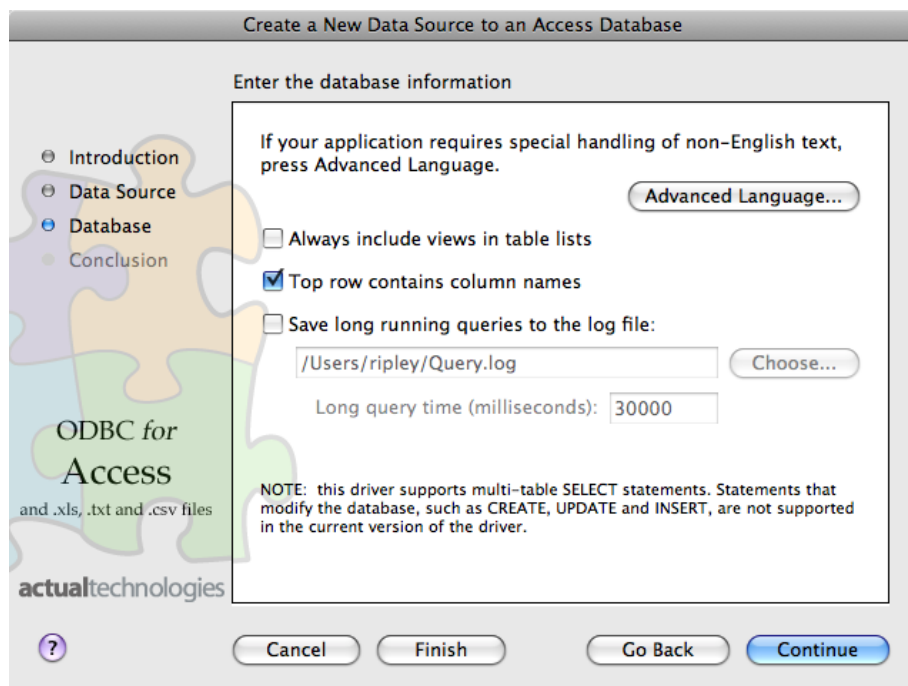 Create a New Data Source to an Access Database
Enter the database information
Introduction
Data Source
Database
Conclusion
ODBC for
Access
and .xls, .txt and .csv files
actualtechnologies
If your application requires special handling of non-English text,
press Advanced Language.
Advanced Language...
Always include views in table lists
Top row contains column names
Save long running queries to the log file:
/Users/ripley/Query.log
Choose...
Long query time (milliseconds): 30000
NOTE: this driver supports multi-table SELECT statements. Statements that
modify the database, such as CREATE, UPDATE and INSERT, are not supported
in the current version of the driver.
?
Cancel
Finish
Go Back
Continue